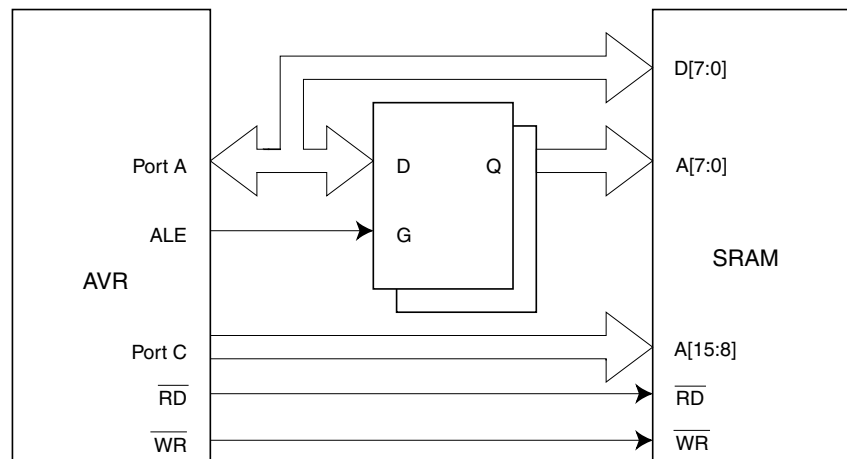 D[7:0]
Port A
D
Q
A[7:0]
ALE
G
AVR
SRAM
Port C
A[15:8]
RD
RD
WR
WR